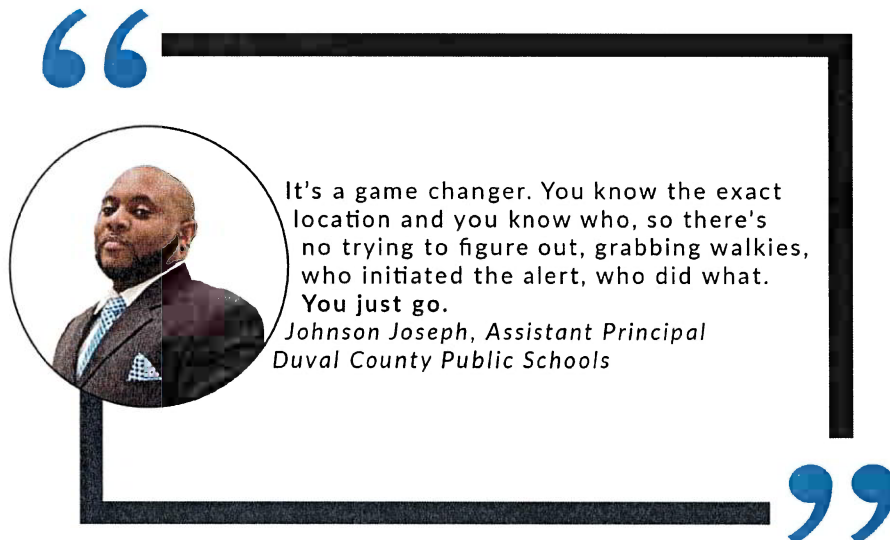 It's a game changer. You know the exact
location and you know who, so there's
no trying to figure out, grabbing walkies,
who initiated the alert, who did what.
You just go.
Johnson Joseph, Assistant Principal
Duval County Public Schools